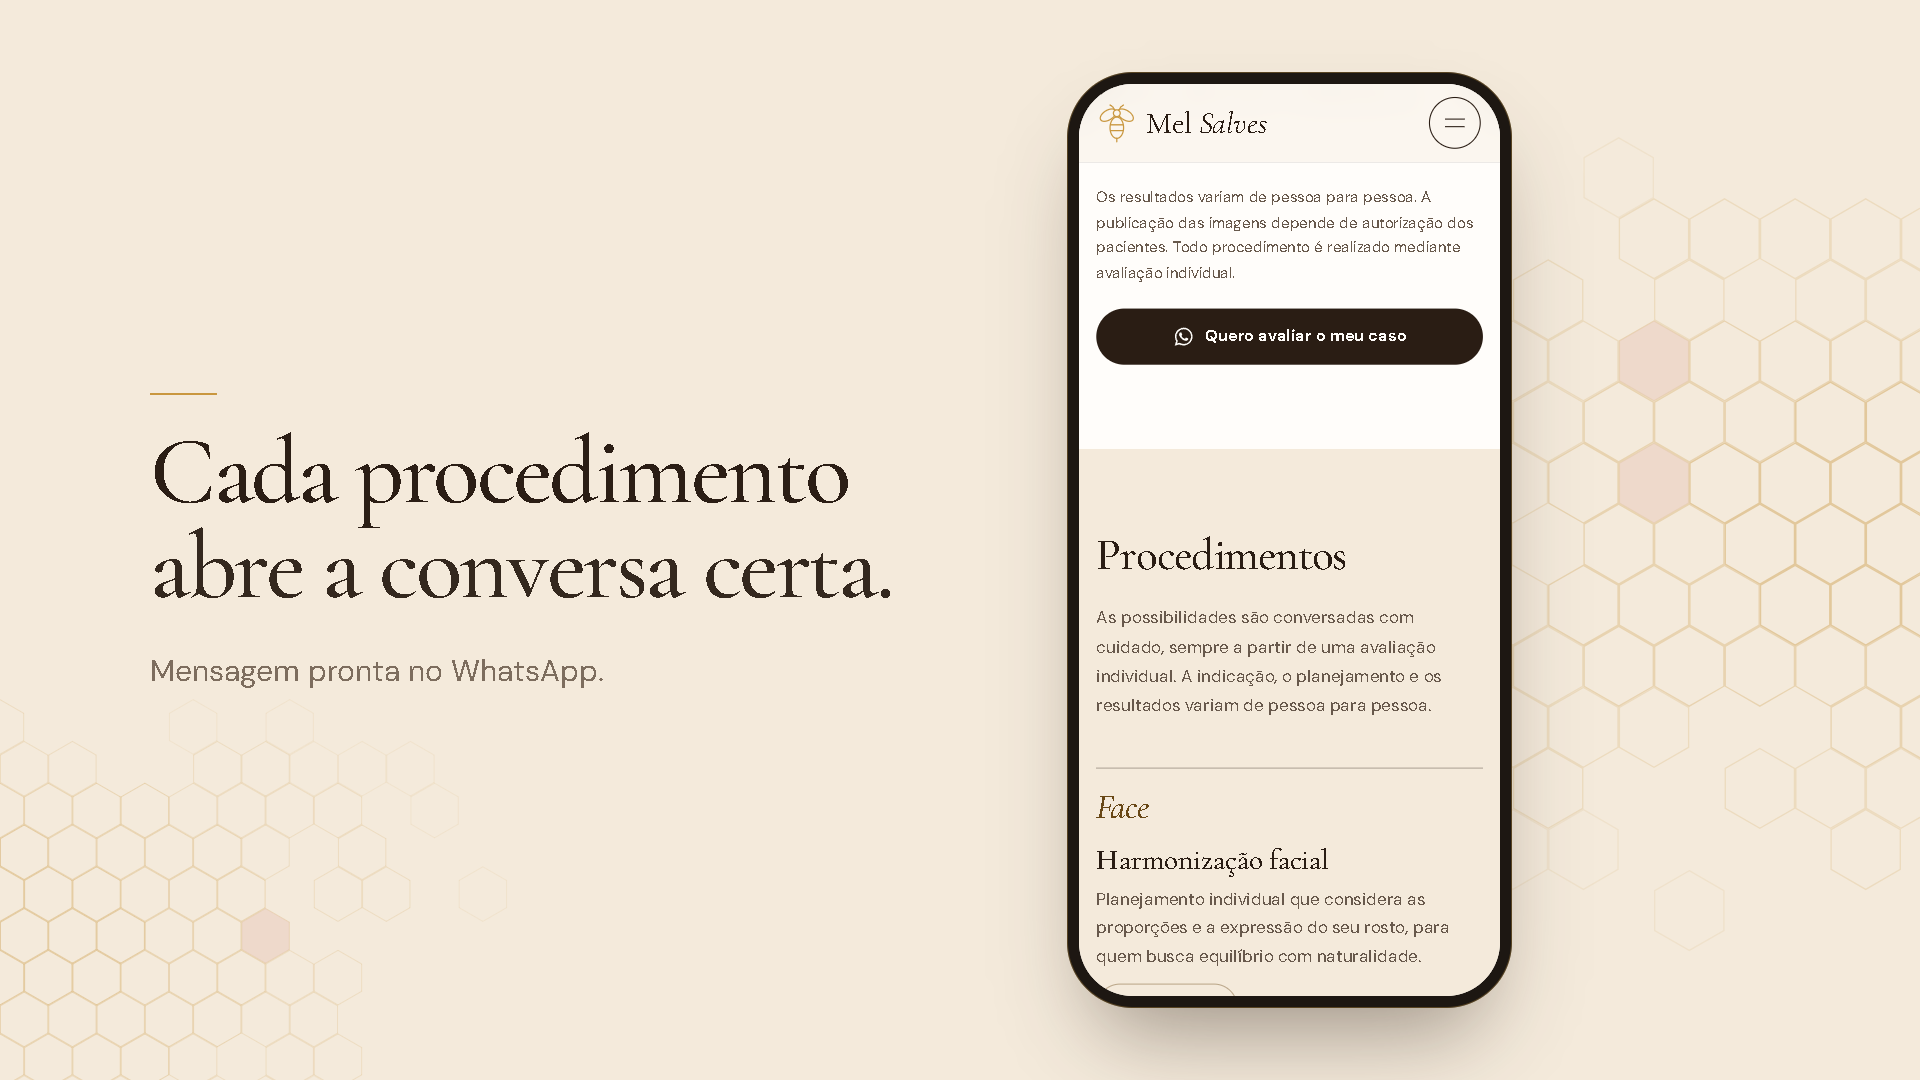 Cada procedimento
abre a conversa certa.
Mensagem pronta no WhatsApp.
Mel Salves
Os resultados variam de pessoa para pessoa. A
publicação das imagens depende de autorização dos
pacientes. Todo procedimento é realizado mediante
avaliação individual.
Quero avaliar o meu caso
Procedimentos
As possibilidades são conversadas com
cuidado, sempre a partir de uma avaliação
individual. A indicação, o planejamento e os
resultados variam de pessoa para pessoa.
Face
Harmonização facial
Planejamento individual que considera as
proporções e a expressão do seu rosto, para
quem busca equilíbrio com naturalidade.